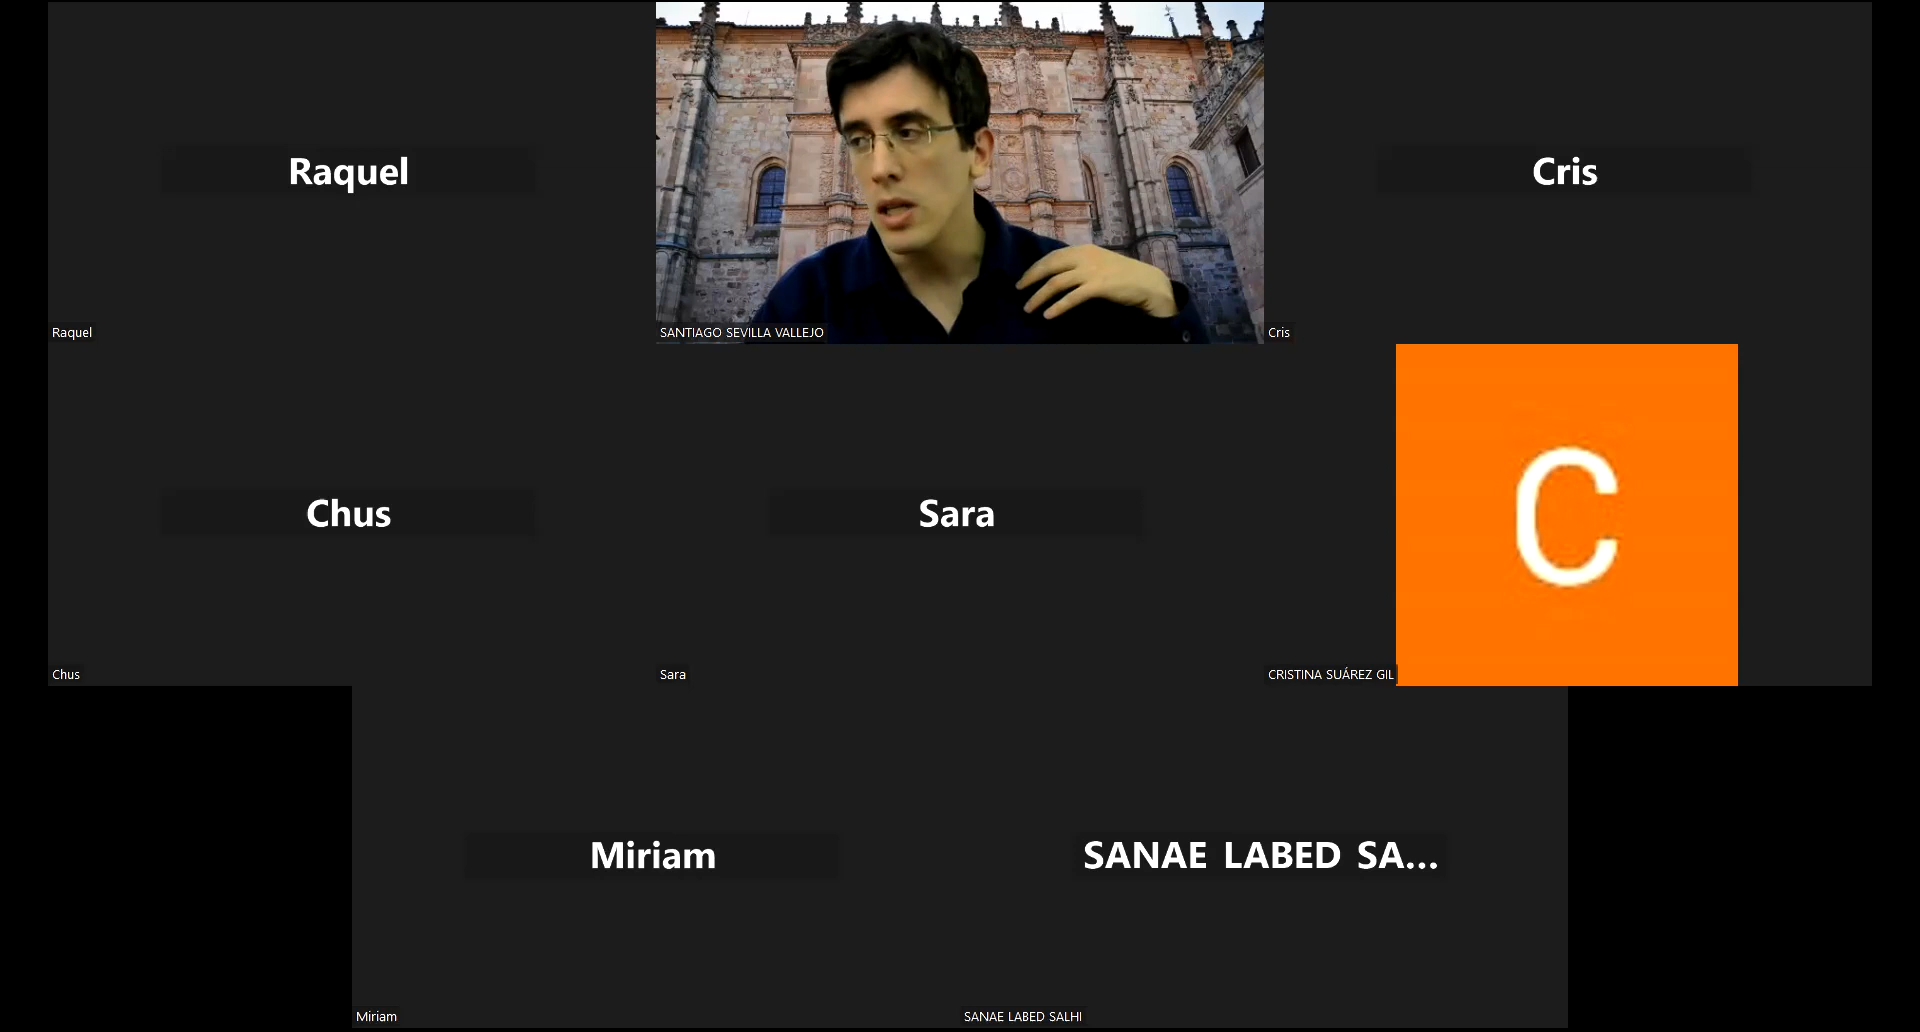 Raquel
Raquel
SANTIAGO SEVILLA VALLEJO
Cris
Cris
Chus
Chus
Sara
Sara
C
CRISTINA SUÁREZ GIL
Miriam
Miriam
SANAE LABED SA...
SANAE LABED SALHI